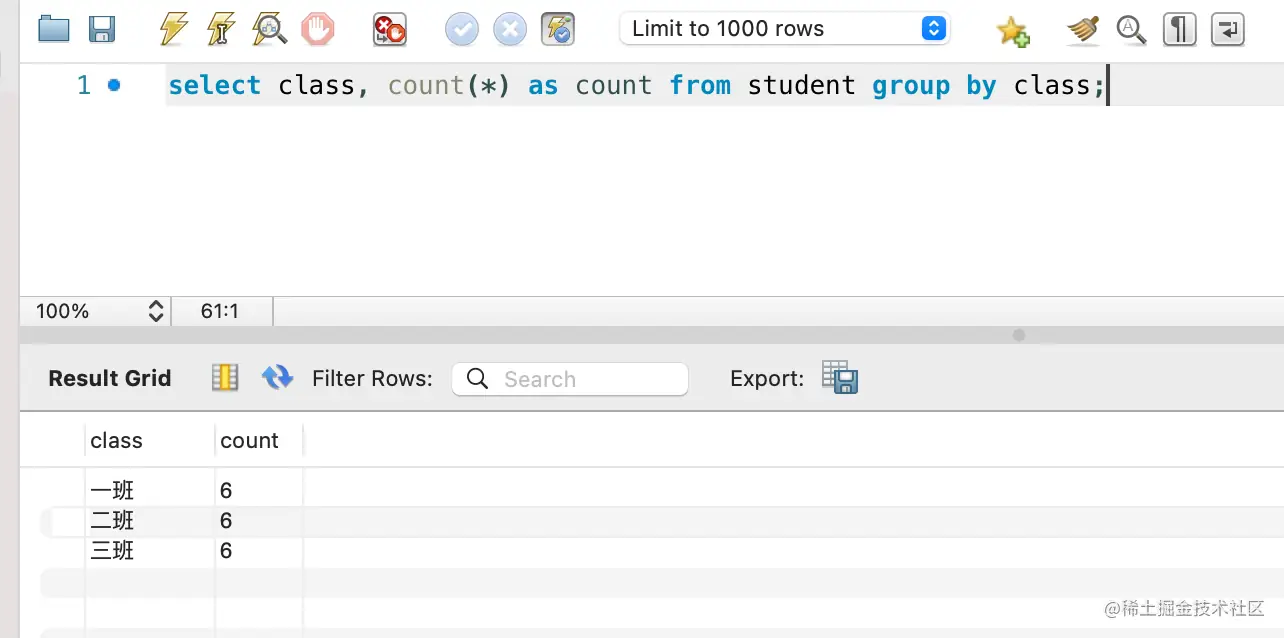 Limit to 1000 rows
1 select class, count(*) as count from student group by class;
100% 61:1
Result Grid Filter Rows: Search Export:
class count
一班 6
二班 6
三班 6
@稀土掘金技术社区